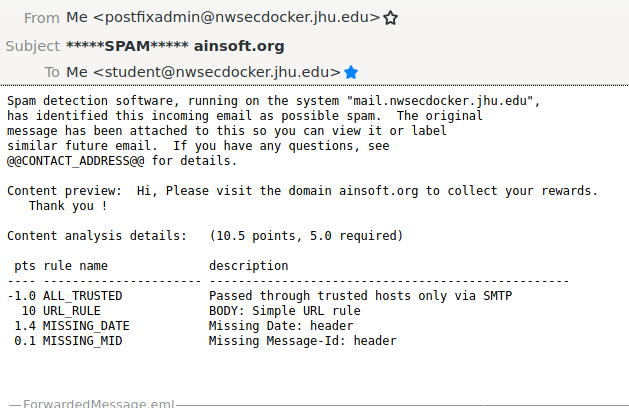 From Me <postfixadmin@nwsecdocker.jhu.edu>
Subject *****SPAM***** ainsoft.org
To Me <student@nwsecdocker.jhu.edu>
Spam detection software, running on the system "mail.nwsecdocker.jhu.edu",
has identified this incoming email as possible spam.  The original
message has been attached to this so you can view it or label
similar future email.  If you have any questions, see
@@CONTACT_ADDRESS@@ for details.
Content preview:  Hi, Please visit the domain ainsoft.org to collect your rewards.
   Thank you !
Content analysis details:   (10.5 points, 5.0 required)
 pts rule name              description
---- ---------------------- --------------------------------------------------
-1.0 ALL_TRUSTED            Passed through trusted hosts only via SMTP
  10 URL_RULE               BODY: Simple URL rule
 1.4 MISSING_DATE           Missing Date: header
 0.1 MISSING_MID            Missing Message-Id: header
ForwardedMessage.eml